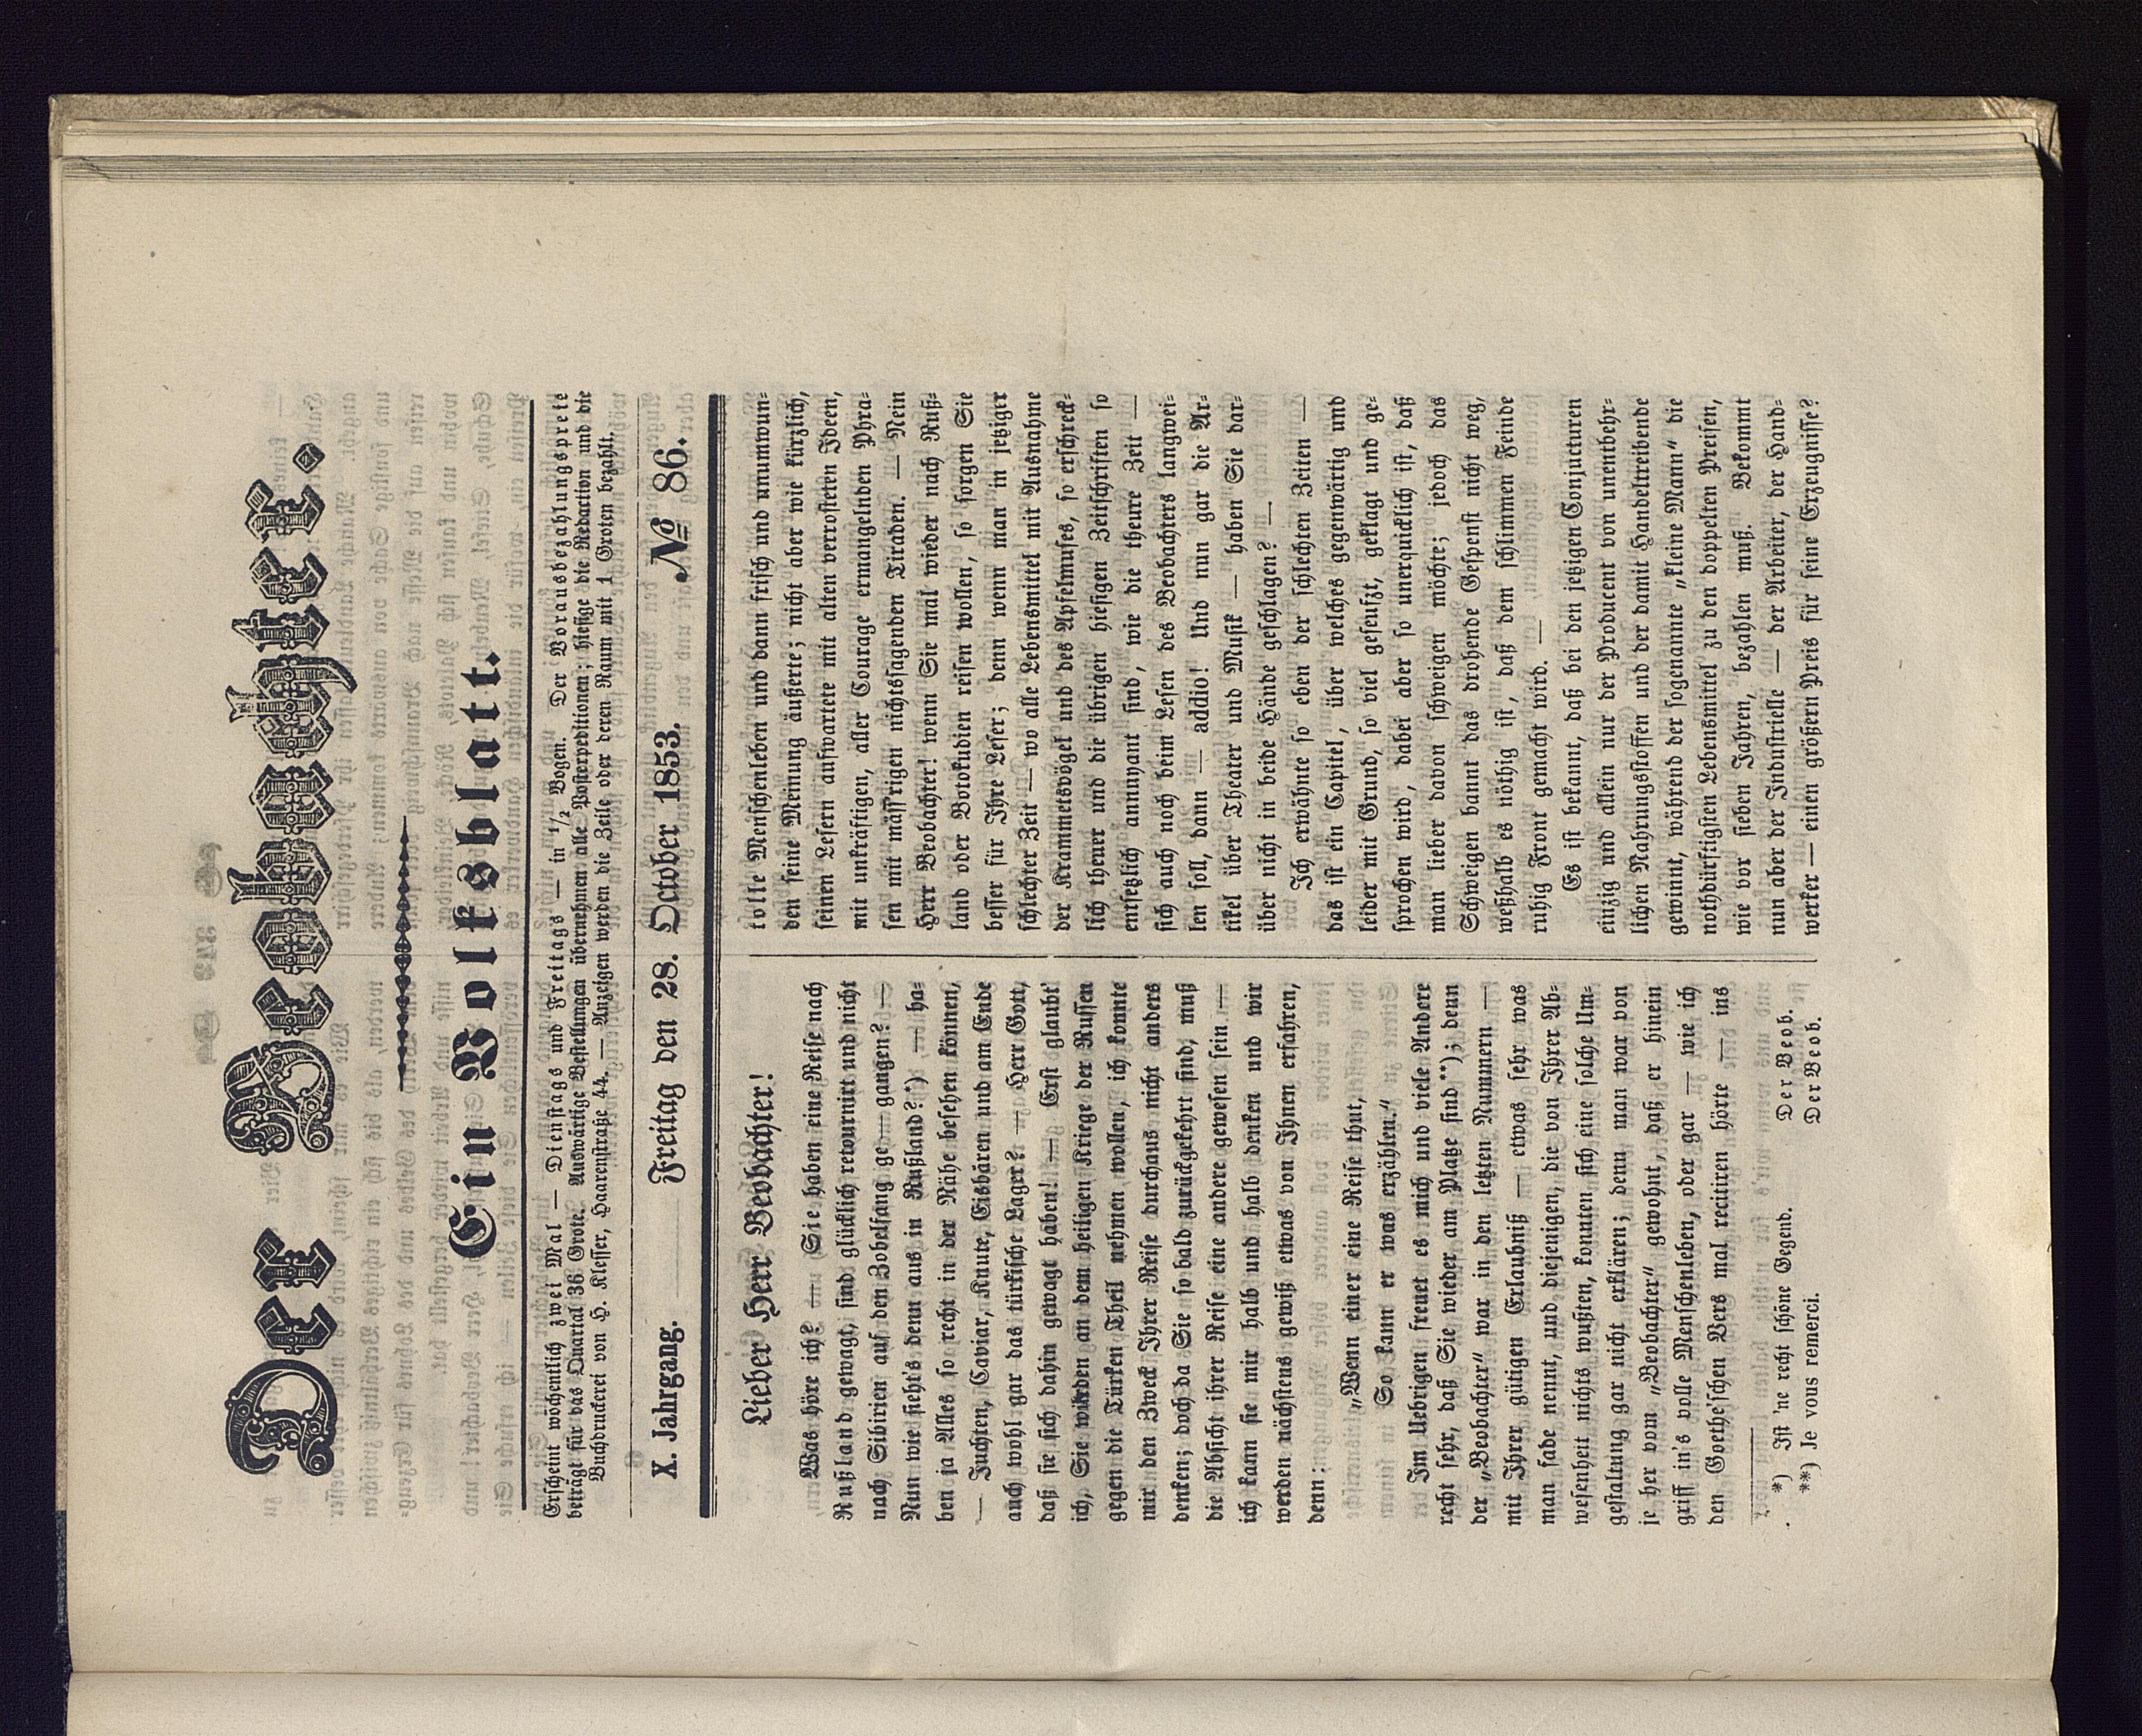 Der Beobachter.
Ein Volksblatt.
Erscheint wöchentlich zwei Mal — Dienstags und Freitags — in ½ Bogen. Der Vorausbezahlungspreis
beträgt für das Quartal 36 Grote. Auswärtige Bestellungen übernehmen alle Postexpeditionen; hiesige die Redaction und die
Buchdruckerei von H. Klesser, Haarenstraße 44. — Anzeigen werden die Zeile oder deren Raum mit 1 Groten bezahlt.
X. Jahrgang. Freitag den 28. October 1853. № 86.
Lieber Herr Beobachter!
Was höre ich? — Sie haben eine Reise nach
Rußland gewagt, sind glücklich retournirt und nicht
nach Sibirien auf den Zobelfang ge — gangen? —
Nun wie sieht's denn aus in Rußland?*) — ha-
ben ja Alles so recht in der Nähe besehen können,
— Juchten, Caviar, Knute, Eisbären und am Ende
auch wohl gar das türkische Lager? — Herr Gott,
daß sie sich dahin gewagt haben! — Erst glaubt'
ich, Sie würden an dem heiligen Kriege der Russen
gegen die Türken Theil nehmen wollen, ich konnte
mir den Zweck Ihrer Reise durchaus nicht anders
denken; doch da Sie so bald zurückgekehrt sind, muß
die Absicht ihrer Reise eine andere gewesen sein —
ich kann sie mir halb und halb denken und wir
werden nächstens gewiß etwas von Ihnen erfahren,
denn:
„Wenn einer eine Reise thut,
So kann er was erzählen.“
Im Uebrigen freuet es mich und viele Andere
recht sehr, daß Sie wieder am Platze sind**); denn
der „Beobachter“ war in den letzten Nummern —
mit Ihrer gütigen Erlaubniß — etwas sehr was
man fade nennt, und diejenigen, die von Ihrer Ab-
wesenheit nichts wußten, konnten sich eine solche Um-
gestaltung gar nicht erklären; denn man war von
je her vom „Beobachter“ gewohnt, daß er hinein
griff in's volle Menschenleben, oder gar — wie ich
den Goethe'schen Vers mal recitiren hörte — ins
*) Ist 'ne recht schöne Gegend. Der Beob.
**) Je vous remerci. Der Beob.
tolle Menschenleben und dann frisch und unumwun-
den seine Meinung äußerte; nicht aber wie kürzlich,
seinen Lesern aufwartete mit alten verrosteten Ideen,
mit unkräftigen, aller Courage ermangelnden Phra-
sen mit mäss'rigen nichtssagenden Tiraden. — Nein
Herr Beobachter! wenn Sie mal wieder nach Ruß-
land oder Botokudien reisen wollen, so sorgen Sie
besser für Ihre Leser; denn wenn man in jetziger
schlechter Zeit — wo alle Lebensmittel mit Ausnahme
der Krammetsvögel und des Apfelmuses, so erschreck-
lich theuer und die übrigen hiesigen Zeitschriften so
entsetzlich annuyant sind, wie die theure Zeit —
sich auch noch beim Lesen des Beobachters langwei-
len soll, dann — addio! Und nun gar die Ar-
tikel über Theater und Musik — haben Sie dar-
über nicht in beide Hände geschlagen? —
Ich erwähnte so eben der schlechten Zeiten —
das ist ein Capitel, über welches gegenwärtig und
leider mit Grund, so viel geseufzt, geklagt und ge-
sprochen wird, dabei aber so unerquicklich ist, daß
man lieber davon schweigen möchte; jedoch das
Schweigen bannt das drohende Gespenst nicht weg,
weßhalb es nöthig ist, daß dem schlimmen Feinde
ruhig Front gemacht wird. —
Es ist bekannt, daß bei den jetzigen Conjukturen
einzig und allein nur der Producent von unentbehr-
lichen Nahrungsstoffen und der damit Handeltreibende
gewinnt, während der sogenannte „kleine Mann“ die
nothdürftigsten Lebensmittel zu den doppelten Preisen,
wie vor sieben Jahren, bezahlen muß. Bekommt
nun aber der Industrielle — der Arbeiter, der Hand-
werker — einen größern Preis für seine Erzeugnisse?